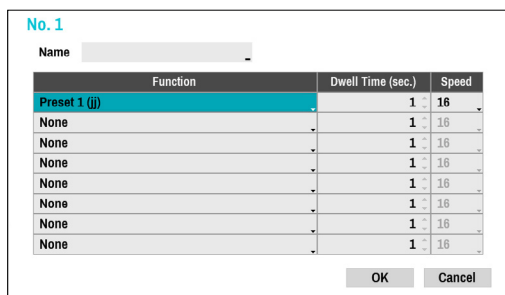 No. 1
Name
Function Dwell Time (sec.) Speed
Preset 1 (jj) 1 16
None 1 16
None 1 16
None 1 16
None 1 16
None 1 16
None 1 16
None 1 16
OK Cancel